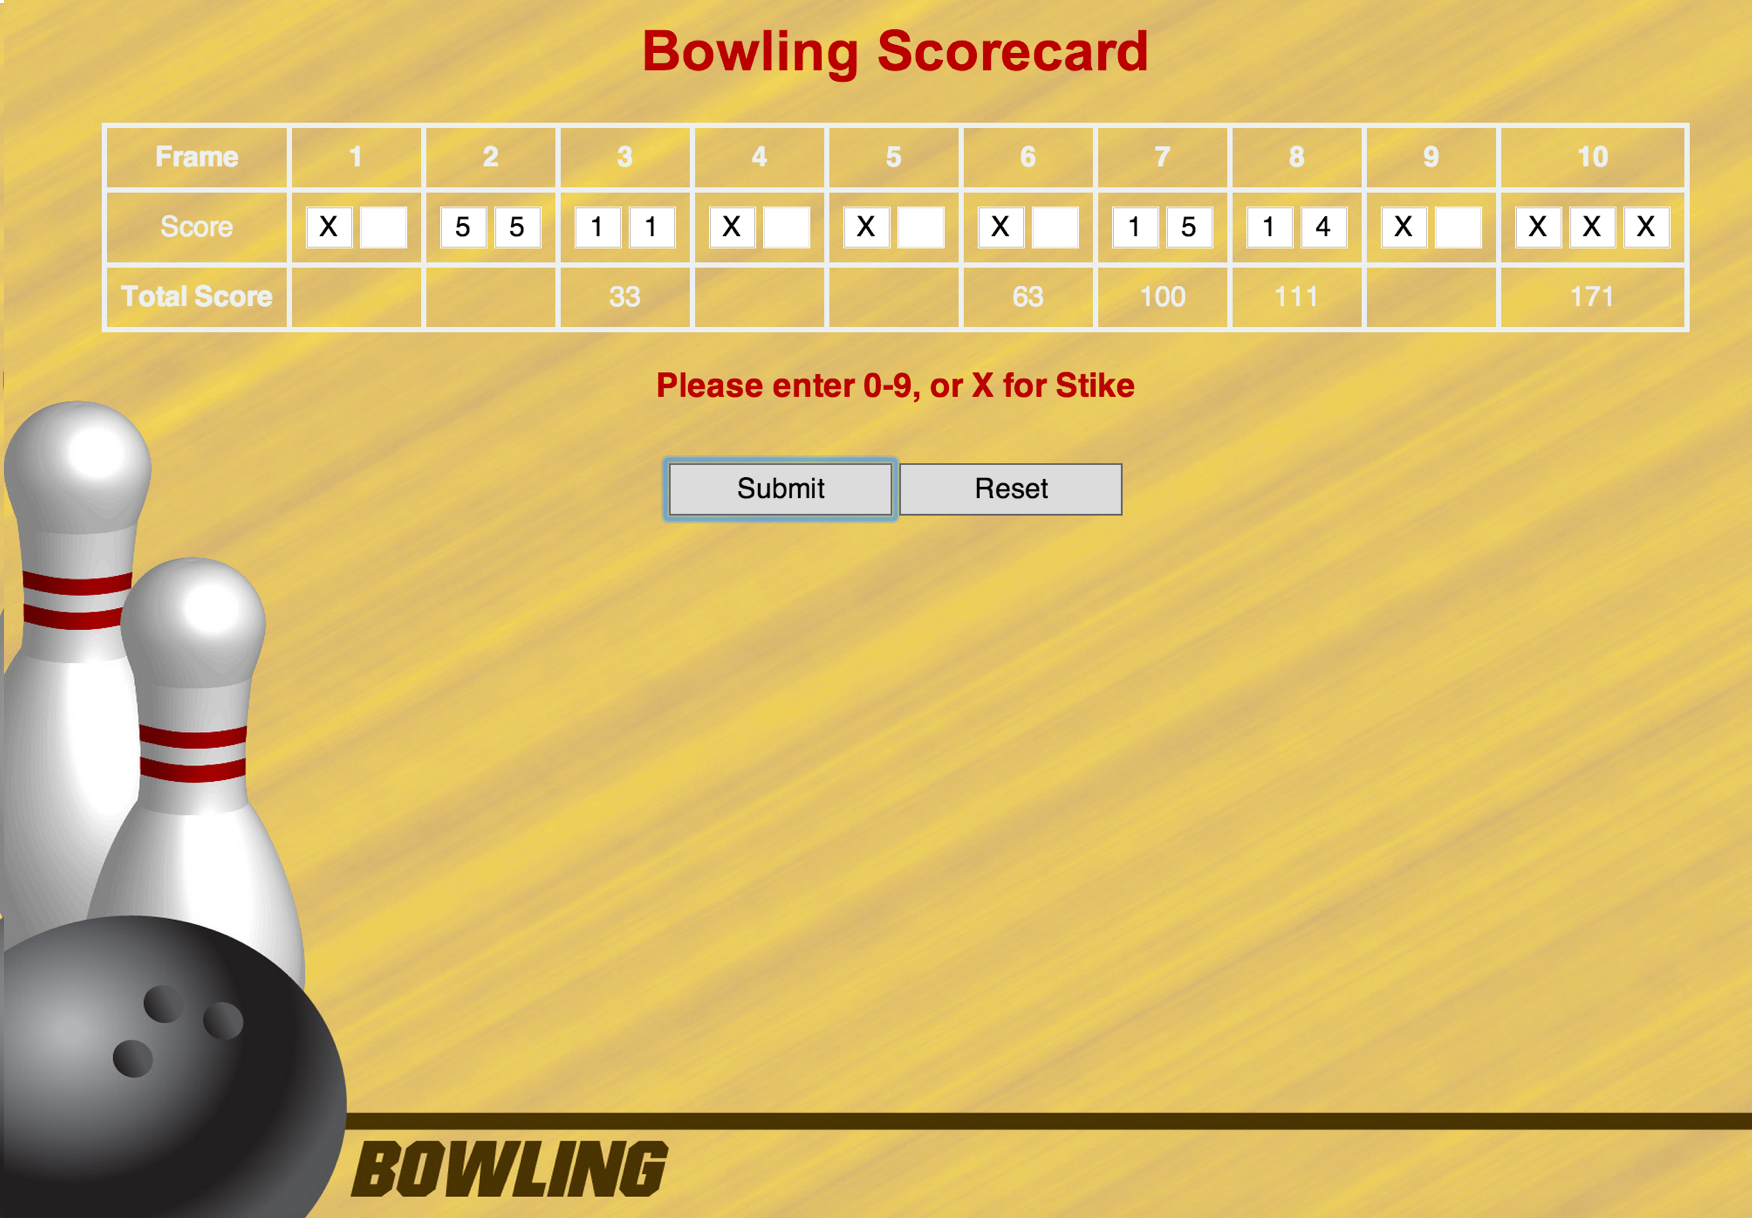 Bowling Scorecard
Frame 1 2 3 4 5 6 7 8 9 10
Score X 5 5 1 1 X X X 1 5 1 4 X X X X
Total Score 33 63 100 111 171
Please enter 0-9, or X for Stike
Submit Reset
BOWLING